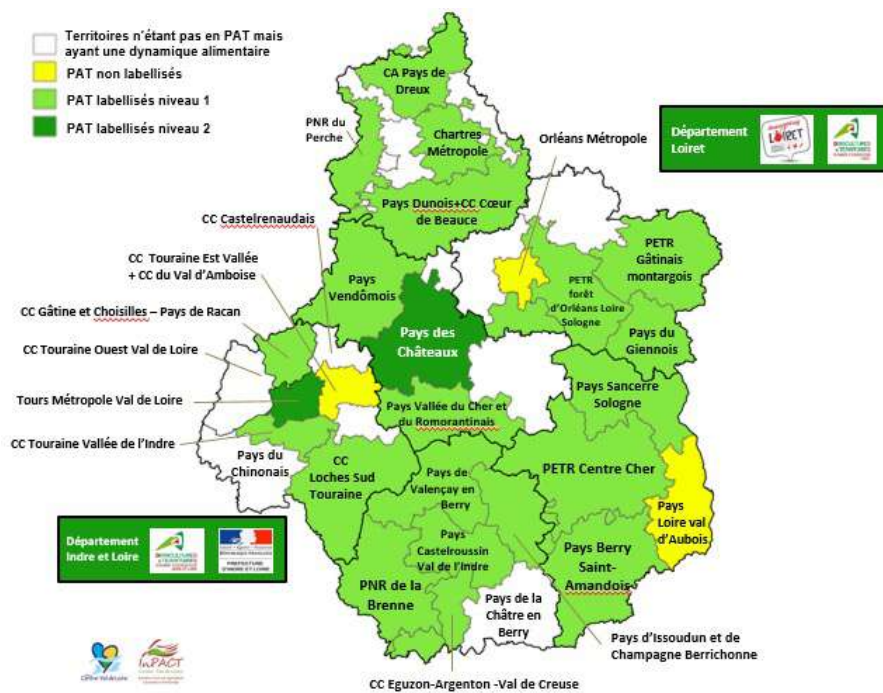 Territoires n'étant pas en PAT mais
ayant une dynamique alimentaire
PAT non labellisés
PAT labellisés niveau 1
PAT labellisés niveau 2
CA Pays de
Dreux
PNR du
Perche
Chartres
Métropole
Orléans Métropole
Département
Loiret
Pays Dunois+CC Cœur
de Beauce
CC Castelrenaudais
CC Touraine Est Vallée
+ CC du Val d'Amboise
Pays
Vendômois
PETR
Gâtinais
montargois
PETR
forêt
d'Orléans Loire
Sologne
CC Gâtine et Choisilles – Pays de Racan
Pays des
Châteaux
Pays du
Giennois
CC Touraine Ouest Val de Loire
Pays Sancerre
Sologne
Tours Métropole Val de Loire
Pays Vallée du Cher et
du Romorantinais
CC Touraine Vallée de l'Indre
Pays du
Chinonais
CC
Loches Sud
Touraine
Pays de
Valençay en
Berry
PETR Centre Cher
Pays
Loire val
d'Aubois
Département
Indre et Loire
Pays
Castelroussin
Val de l'Indre
Pays Berry
Saint-
Amandois
PNR de la
Brenne
Pays de la
Châtre en
Berry
Pays d'Issoudun et de
Champagne Berrichonne
InPACT
CC Eguzon-Argenton -Val de Creuse